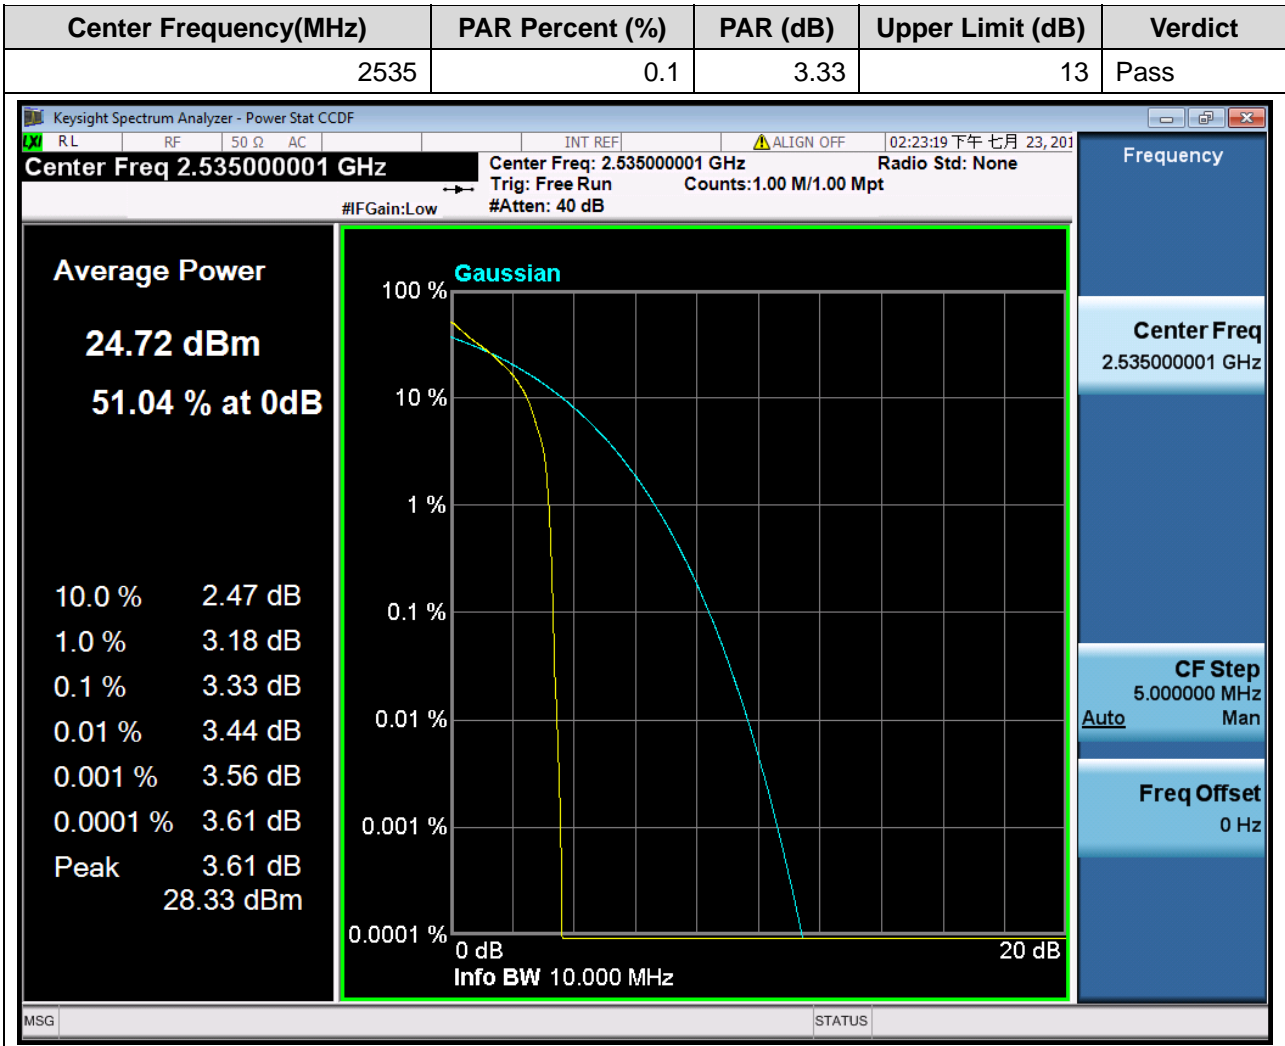 Center Frequency(MHz) PAR Percent (%) PAR (dB) Upper Limit (dB) Verdict
2535 0.1 3.33 13 Pass
Keysight Spectrum Analyzer - Power Stat CCDF
LXI RL RF 50 Ω AC INT REF ALIGN OFF 02:23:19 下午 七月 23, 201
Center Freq 2.535000001 GHz
Center Freq: 2.535000001 GHz Radio Std: None
Trig: Free Run Counts:1.00 M/1.00 Mpt
#IFGain:Low #Atten: 40 dB
Frequency
Average Power
24.72 dBm
51.04 % at 0dB
10.0 % 2.47 dB
1.0 % 3.18 dB
0.1 % 3.33 dB
0.01 % 3.44 dB
0.001 % 3.56 dB
0.0001 % 3.61 dB
Peak 3.61 dB
28.33 dBm
Gaussian
100 %
10 %
1 %
0.1 %
0.01 %
0.001 %
0.0001 %
0 dB 20 dB
Info BW 10.000 MHz
Center Freq
2.535000001 GHz
CF Step
5.000000 MHz
Auto Man
Freq Offset
0 Hz
MSG STATUS